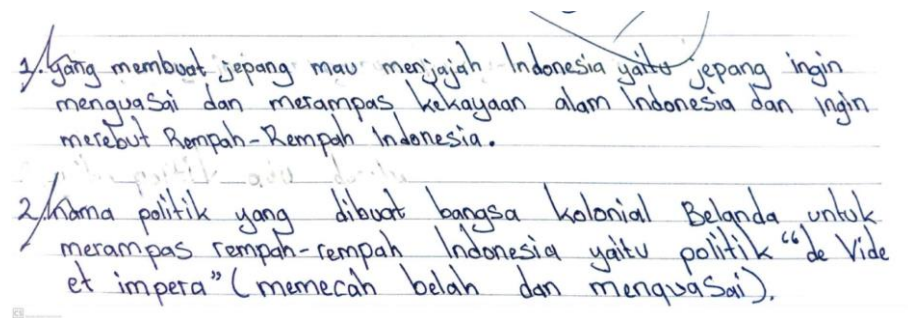 1. yang membuat jepang mau menjajah Indonesia yaitu jepang ingin
menguasai dan merampas kekayaan alam Indonesia dan ingin
merebut Rempah-Rempah Indonesia.
2. Nama politik yang dibuat bangsa kolonial Belanda untuk
merampas rempah-rempah Indonesia yaitu politik "de Vide
et impera" (memecah belah dan menguasai).